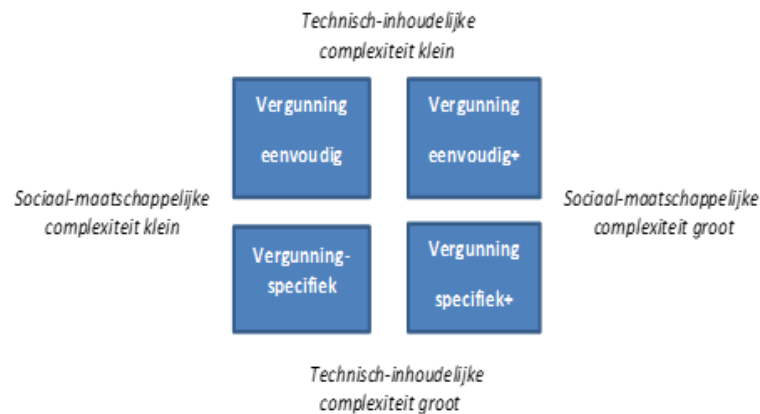 Technisch-inhoudelijke
complexiteit klein
Vergunning
eenvoudig
Vergunning
eenvoudig+
Sociaal-maatschappelijke
complexiteit klein
Sociaal-maatschappelijke
complexiteit groot
Vergunning-
specifiek
Vergunning
specifiek+
Technisch-inhoudelijke
complexiteit groot